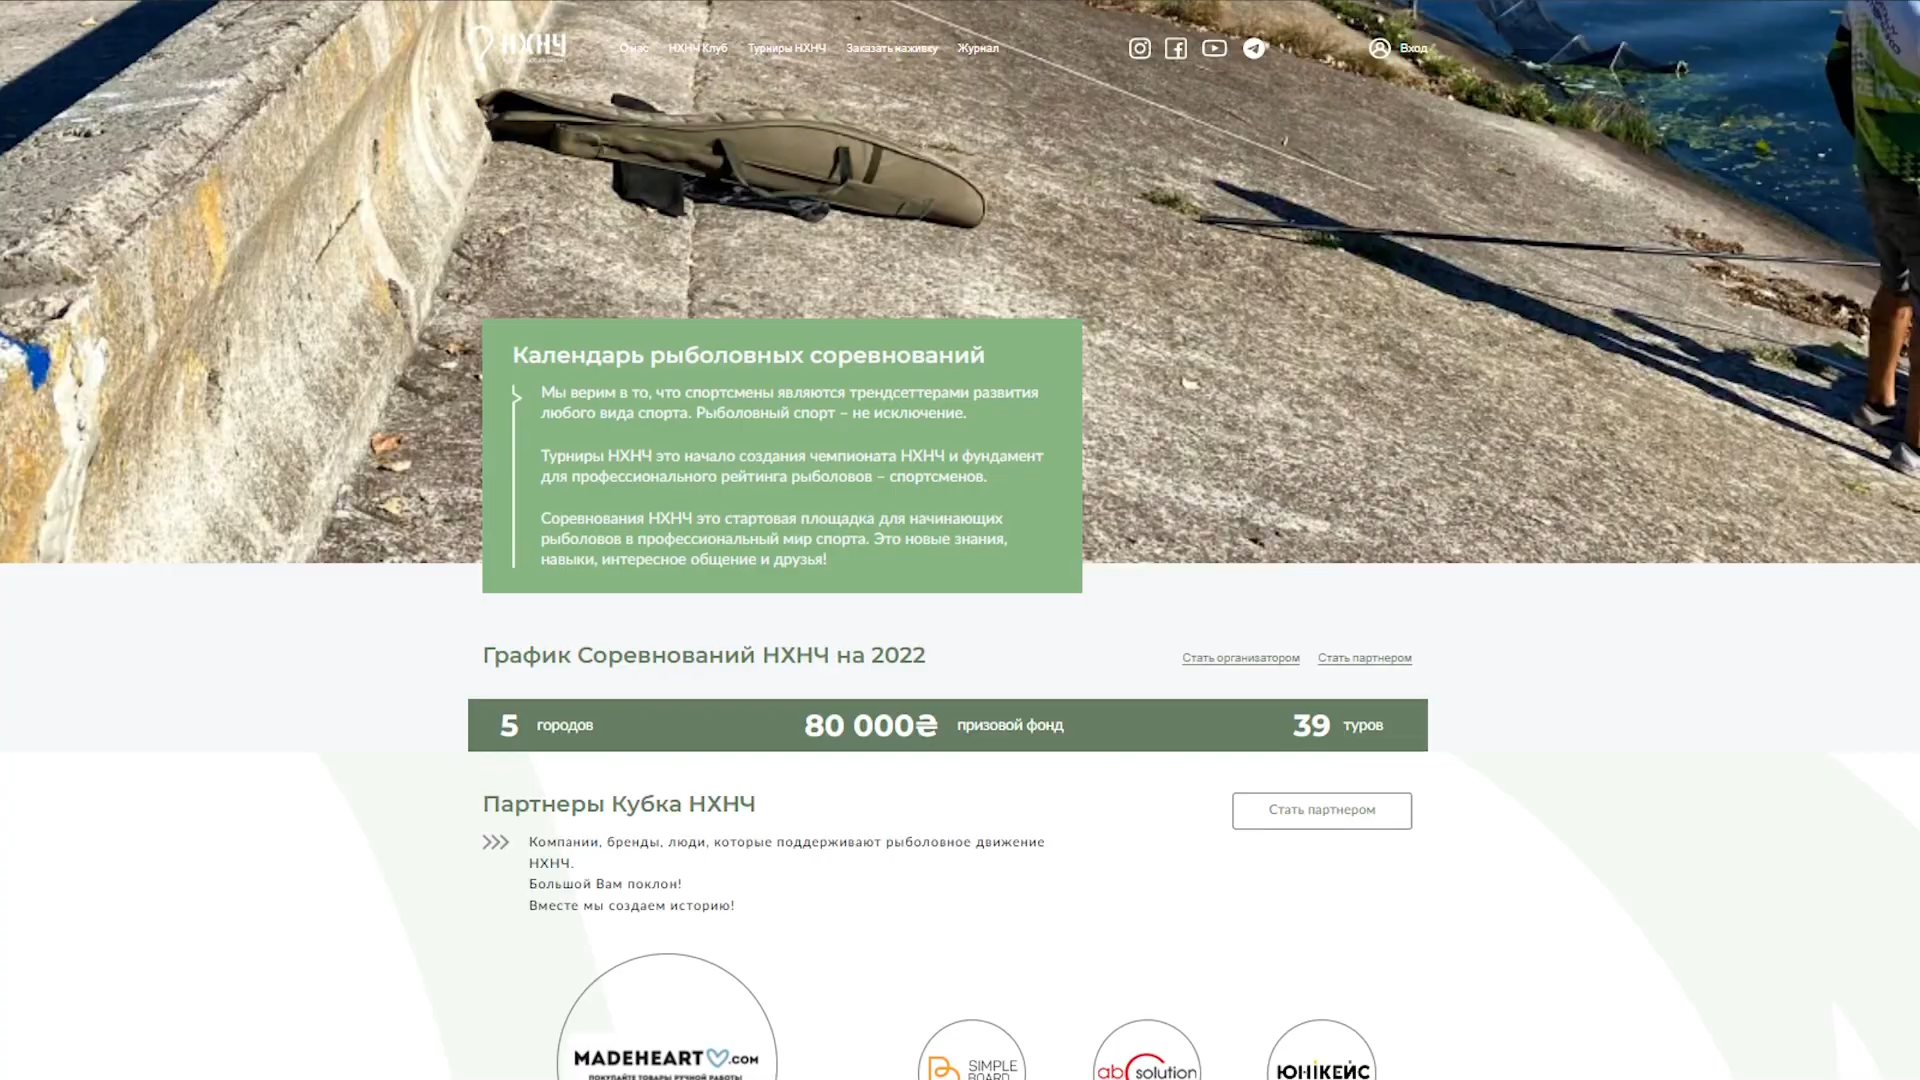 НХНЧ
О нас НХНЧ Клуб Турниры НХНЧ Заказать наживку Журнал Вход
Календарь рыболовных соревнований
Мы верим в то, что спортсмены являются трендсеттерами развития
любого вида спорта. Рыболовный спорт – не исключение.
Турниры НХНЧ это начало создания чемпионата НХНЧ и фундамент
для профессионального рейтинга рыболовов – спортсменов.
Соревнования НХНЧ это стартовая площадка для начинающих
рыболовов в профессиональный мир спорта. Это новые знания,
навыки, интересное общение и друзья!
График Соревнований НХНЧ на 2022
Стать организатором Стать партнером
5 городов 80 000₴ призовой фонд 39 туров
Партнеры Кубка НХНЧ
Стать партнером
Компании, бренды, люди, которые поддерживают рыболовное движение
НХНЧ.
Большой Вам поклон!
Вместе мы создаем историю!
MADEHEART.COM
ПОКУПАЙТЕ ТОВАРЫ РУЧНОЙ РАБОТЫ
SIMPLE
BOARD
ab solution
ЮНІКЕЙС